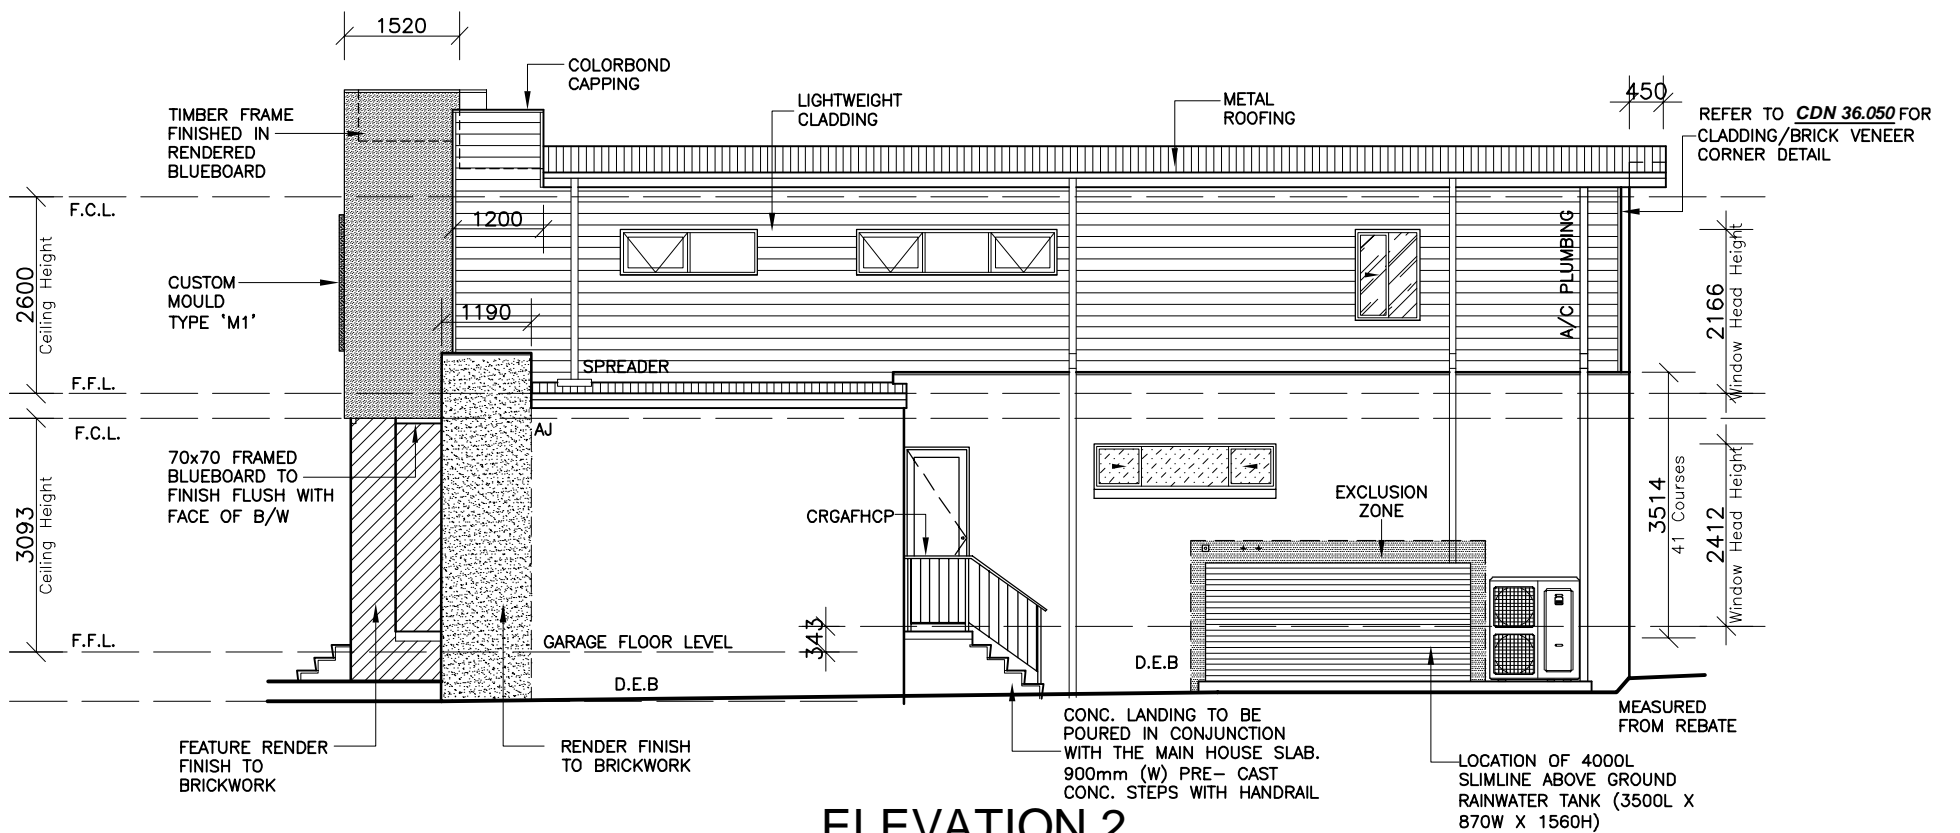 1520
COLORBOND
CAPPING
TIMBER FRAME
FINISHED IN
RENDERED
BLUEBOARD
LIGHTWEIGHT
CLADDING
METAL
ROOFING
450
REFER TO CDN 36.050 FOR
CLADDING/BRICK VENEER
CORNER DETAIL
F.C.L.
2600
Ceiling Height
1200
CUSTOM
MOULD
TYPE 'M1'
1190
A/C PLUMBING
2166
Window Head Height
SPREADER
F.F.L.
F.C.L.
AJ
70x70 FRAMED
BLUEBOARD TO
FINISH FLUSH WITH
FACE OF B/W
3093
Ceiling Height
CRGAFHCP
EXCLUSION
ZONE
3514
41 Courses
2412
Window Head Height
F.F.L.
GARAGE FLOOR LEVEL
343
D.E.B
D.E.B
FEATURE RENDER
FINISH TO
BRICKWORK
RENDER FINISH
TO BRICKWORK
CONC. LANDING TO BE
POURED IN CONJUNCTION
WITH THE MAIN HOUSE SLAB.
900mm (W) PRE- CAST
CONC. STEPS WITH HANDRAIL
MEASURED
FROM REBATE
LOCATION OF 4000L
SLIMLINE ABOVE GROUND
RAINWATER TANK (3500L X
870W X 1560H)
ELEVATION 2